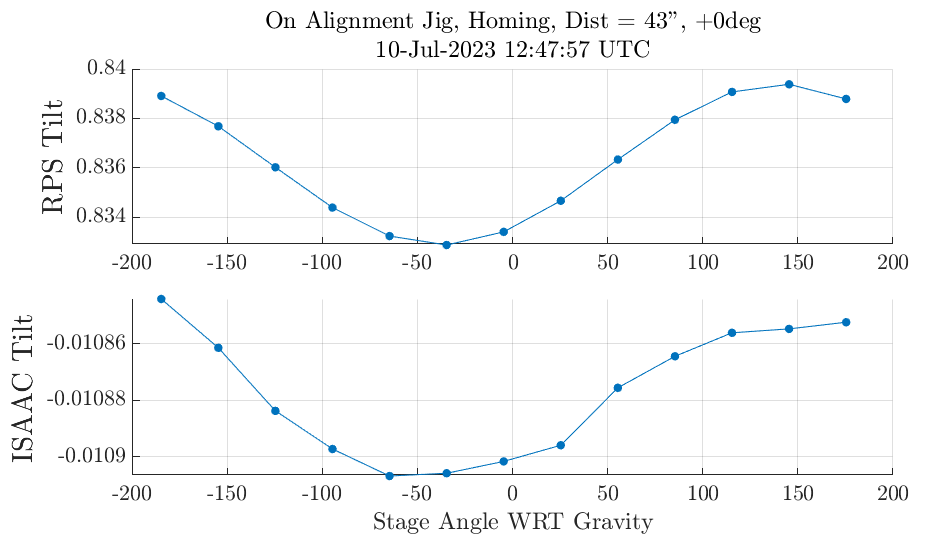 On Alignment Jig, Homing, Dist = 43", +0deg
10-Jul-2023 12:47:57 UTC
RPS Tilt
0.84
0.838
0.836
0.834
-200 -150 -100 -50 0 50 100 150 200
ISAAC Tilt
-0.01086
-0.01088
-0.0109
-200 -150 -100 -50 0 50 100 150 200
Stage Angle WRT Gravity